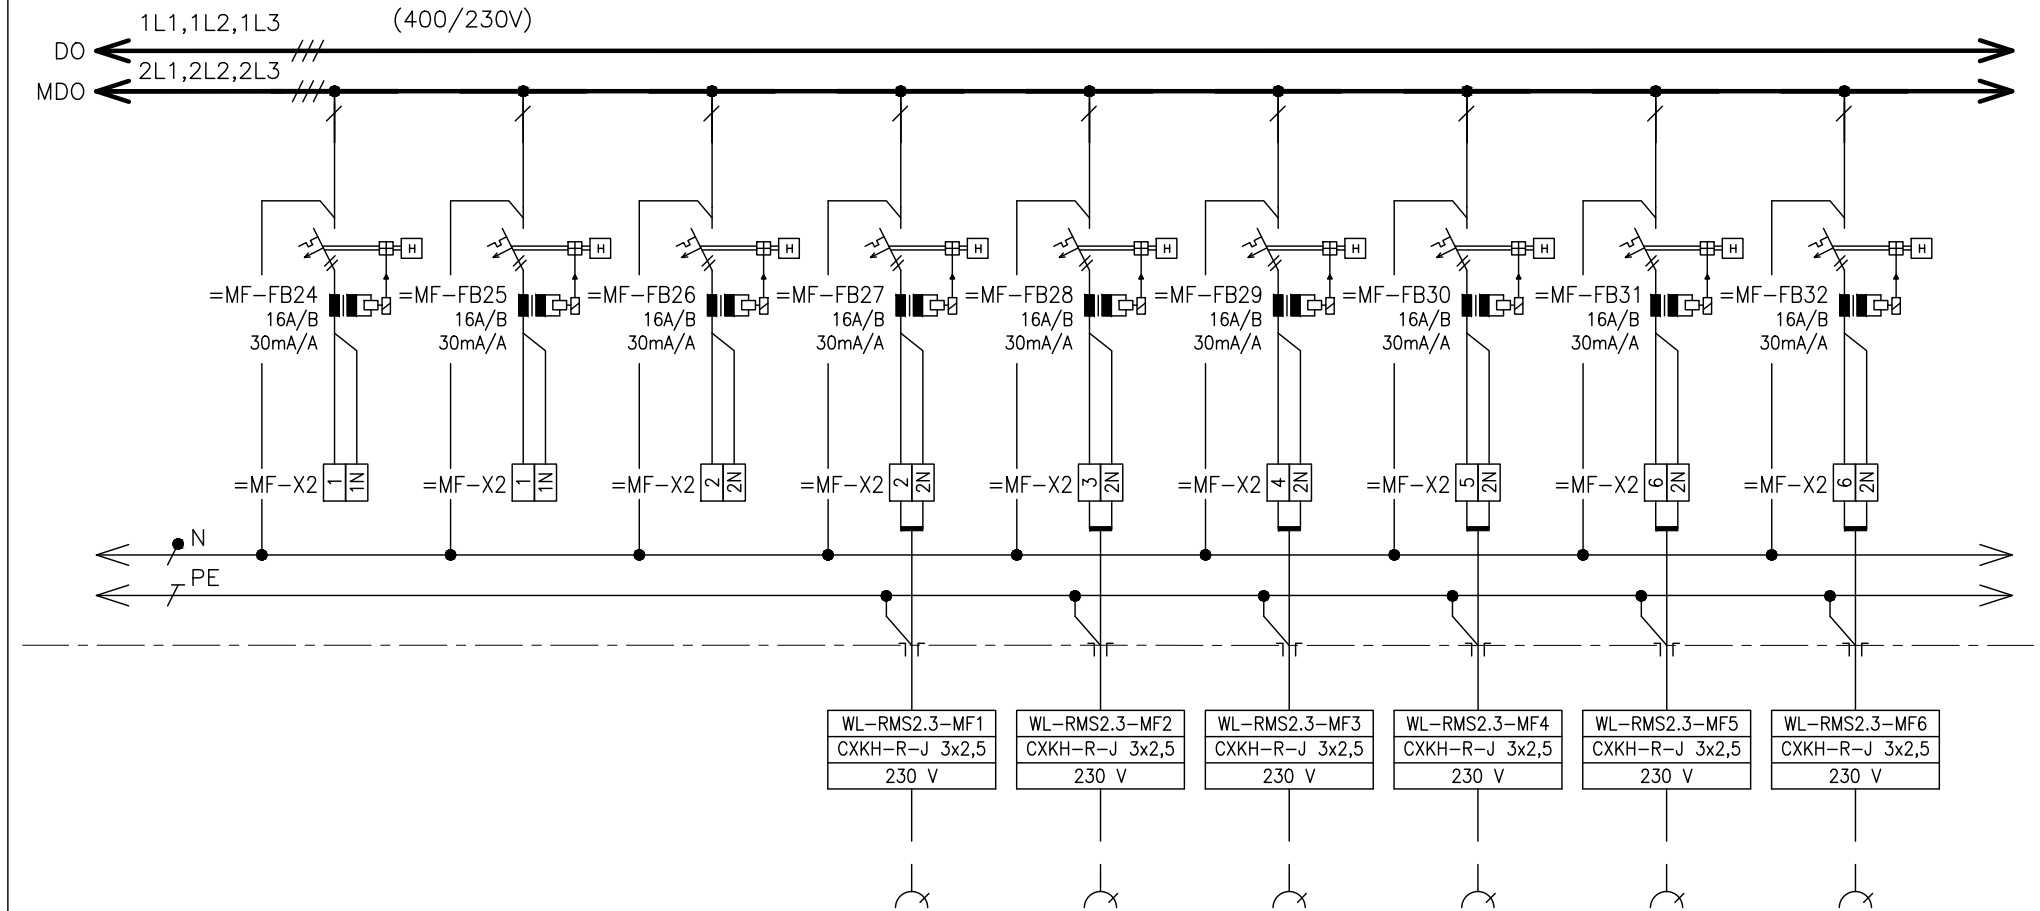 1L1,1L2,1L3 (400/230V)
DO
2L1,2L2,2L3
MDO
H H H H H H H H H
=MF-FB24 =MF-FB25 =MF-FB26 =MF-FB27 =MF-FB28 =MF-FB29 =MF-FB30 =MF-FB31 =MF-FB32
16A/B 16A/B 16A/B 16A/B 16A/B 16A/B 16A/B 16A/B 16A/B
30mA/A 30mA/A 30mA/A 30mA/A 30mA/A 30mA/A 30mA/A 30mA/A 30mA/A
=MF-X2 1 1N =MF-X2 1 1N =MF-X2 2 2N =MF-X2 2 2N =MF-X2 3 2N =MF-X2 4 2N =MF-X2 5 2N =MF-X2 6 2N =MF-X2 6 2N
N
PE
WL-RMS2.3-MF1 WL-RMS2.3-MF2 WL-RMS2.3-MF3 WL-RMS2.3-MF4 WL-RMS2.3-MF5 WL-RMS2.3-MF6
CXKH-R-J 3x2,5 CXKH-R-J 3x2,5 CXKH-R-J 3x2,5 CXKH-R-J 3x2,5 CXKH-R-J 3x2,5 CXKH-R-J 3x2,5
230 V 230 V 230 V 230 V 230 V 230 V